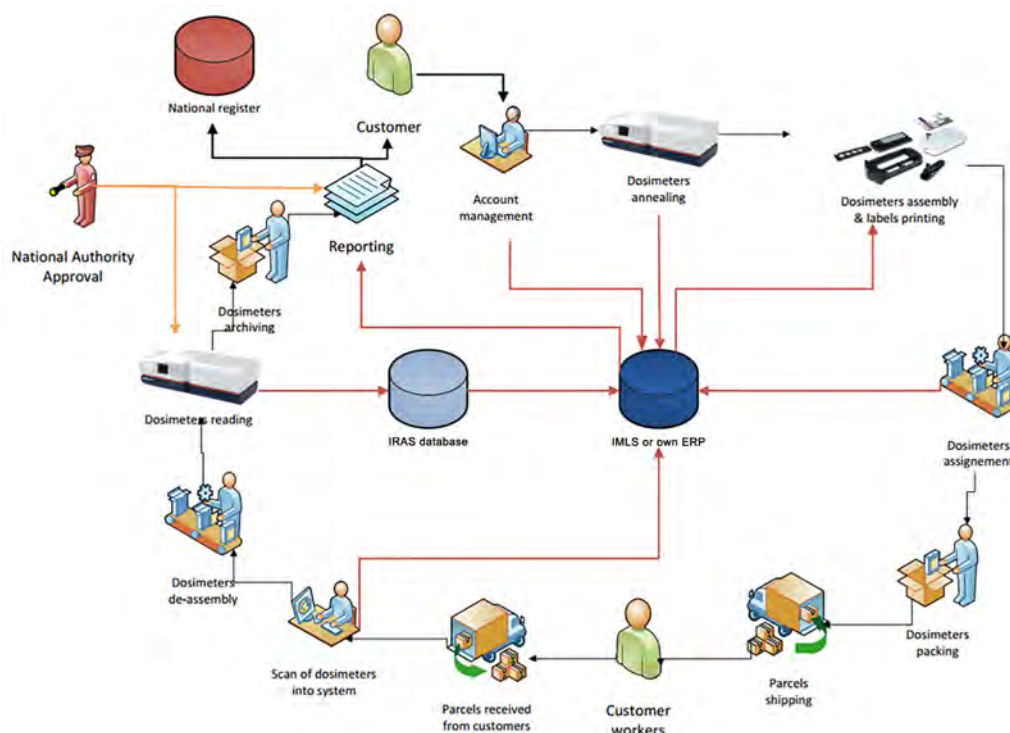 National register
Customer
Account
management
Dosimeters
annealing
Dosimeters assembly
& labels printing
National Authority
Approval
Reporting
Dosimeters
archiving
Dosimeters reading
IRAS database
IMLS or own ERP
Dosimeters
assignement
Dosimeters
de-assembly
Dosimeters
packing
Scan of dosimeters
into system
Parcels received
from customers
Customer
workers
Parcels
shipping